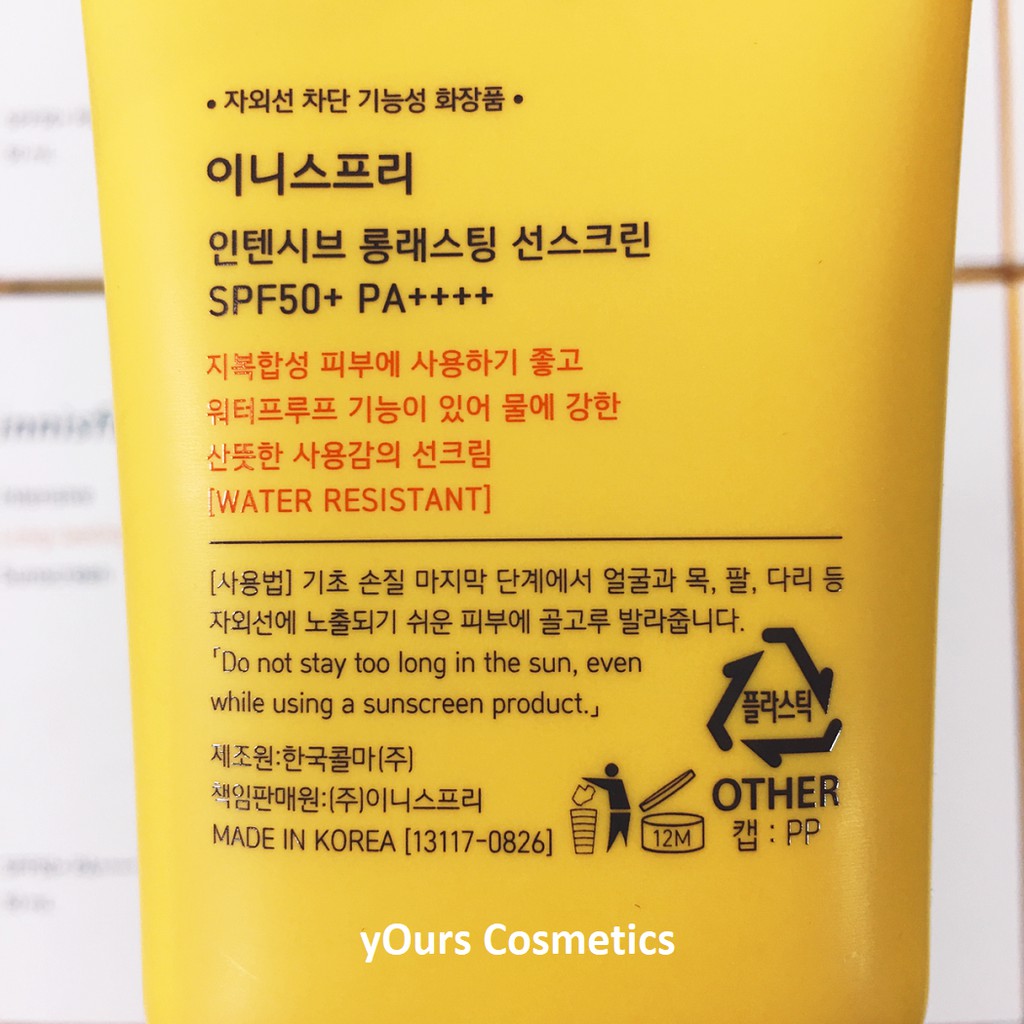 • 자외선 차단 기능성 화장품 •
이니스프리
인텐시브 롱래스팅 선스크린
SPF50+ PA++++
지복합성 피부에 사용하기 좋고
워터프루프 기능이 있어 물에 강한
산뜻한 사용감의 선크림
[WATER RESISTANT]
[사용법] 기초 손질 마지막 단계에서 얼굴과 목, 팔, 다리 등
자외선에 노출되기 쉬운 피부에 골고루 발라줍니다.
「Do not stay too long in the sun, even
while using a sunscreen product.」
제조원:한국콜마(주)
책임판매원:(주)이니스프리
MADE IN KOREA [13117-0826]
12M
플라스틱
OTHER
캡 : PP
yOurs Cosmetics